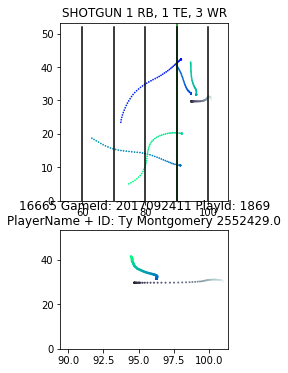 SHOTGUN 1 RB, 1 TE, 3 WR
50
40
30
20
10
0
60 80 100
16665 GameId: 2017092411 PlayId: 1869
PlayerName + ID: Ty Montgomery 2552429.0
40
20
0
90.0 92.5 95.0 97.5 100.0